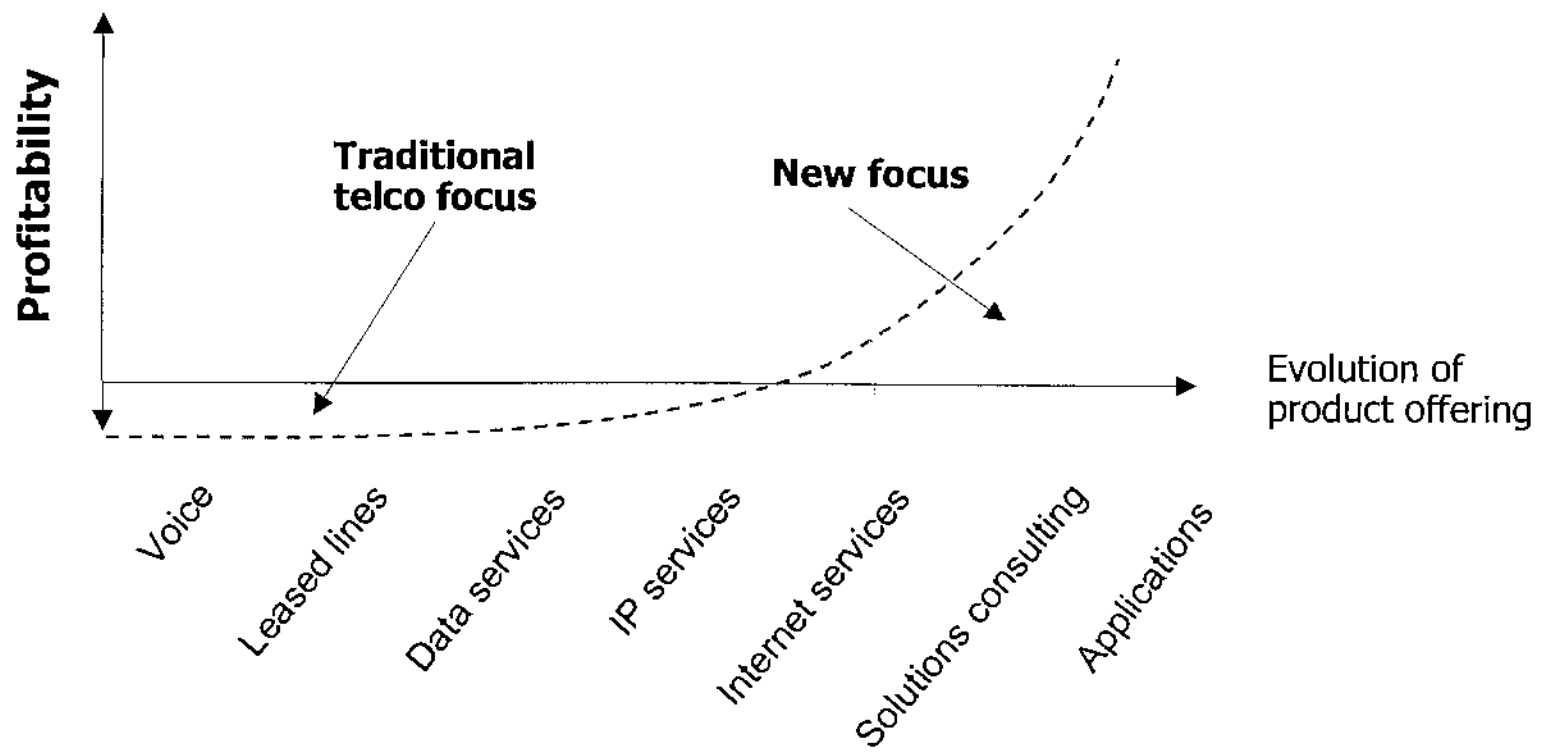 Profitability
Traditional
telco focus
New focus
Evolution of
product offering
Voice
Leased lines
Data services
IP services
Internet services
Solutions consulting
Applications